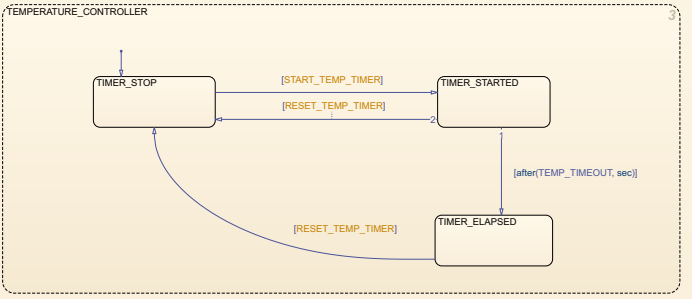 TEMPERATURE_CONTROLLER
3
TIMER_STOP
[START_TEMP_TIMER]
TIMER_STARTED
[RESET_TEMP_TIMER]
2
1
[after(TEMP_TIMEOUT, sec)]
TIMER_ELAPSED
[RESET_TEMP_TIMER]